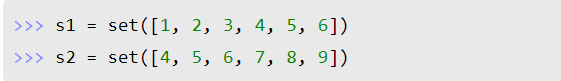 >>> s1 = set([1, 2, 3, 4, 5, 6])
>>> s2 = set([4, 5, 6, 7, 8, 9])